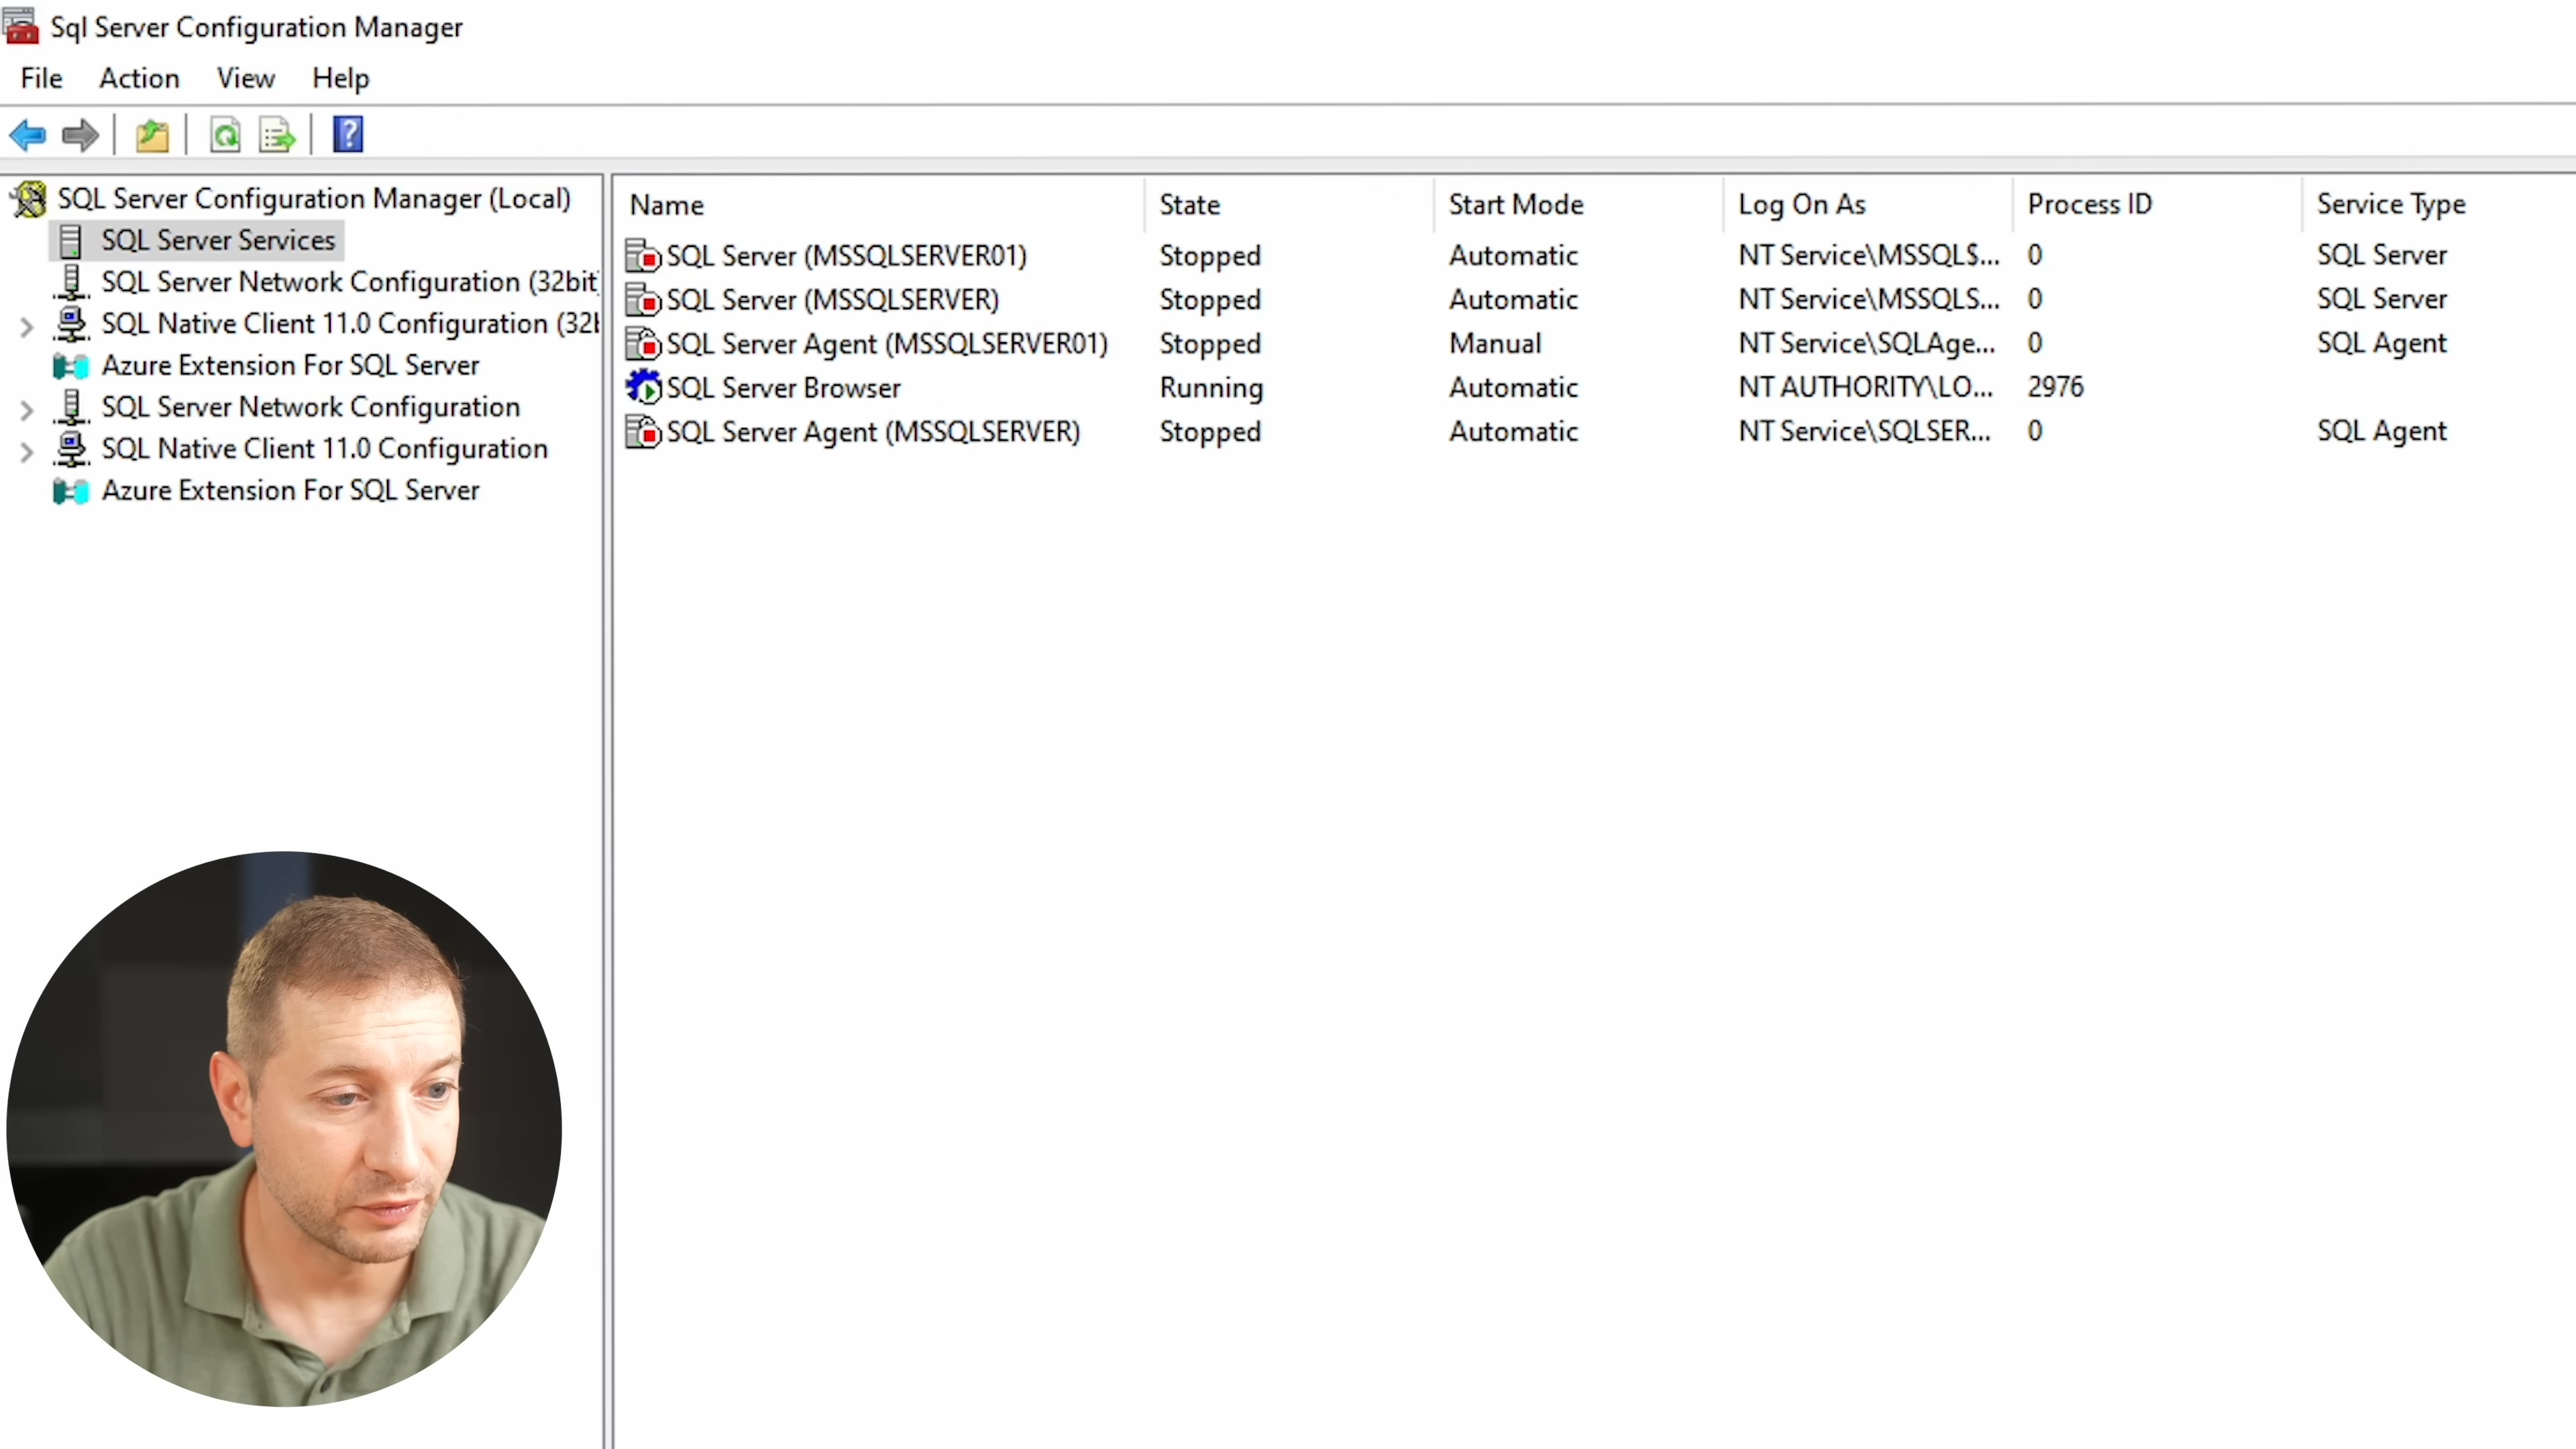 Sql Server Configuration Manager
File Action View Help
SQL Server Configuration Manager (Local)
SQL Server Services
SQL Server Network Configuration (32bit
SQL Native Client 11.0 Configuration (32
Azure Extension For SQL Server
SQL Server Network Configuration
SQL Native Client 11.0 Configuration
Azure Extension For SQL Server
Name State Start Mode Log On As Process ID Service Type
SQL Server (MSSQLSERVER01) Stopped Automatic NT Service\MSSQL$... 0 SQL Server
SQL Server (MSSQLSERVER) Stopped Automatic NT Service\MSSQLS... 0 SQL Server
SQL Server Agent (MSSQLSERVER01) Stopped Manual NT Service\SQLAge... 0 SQL Agent
SQL Server Browser Running Automatic NT AUTHORITY\LO... 2976
SQL Server Agent (MSSQLSERVER) Stopped Automatic NT Service\SQLSER... 0 SQL Agent